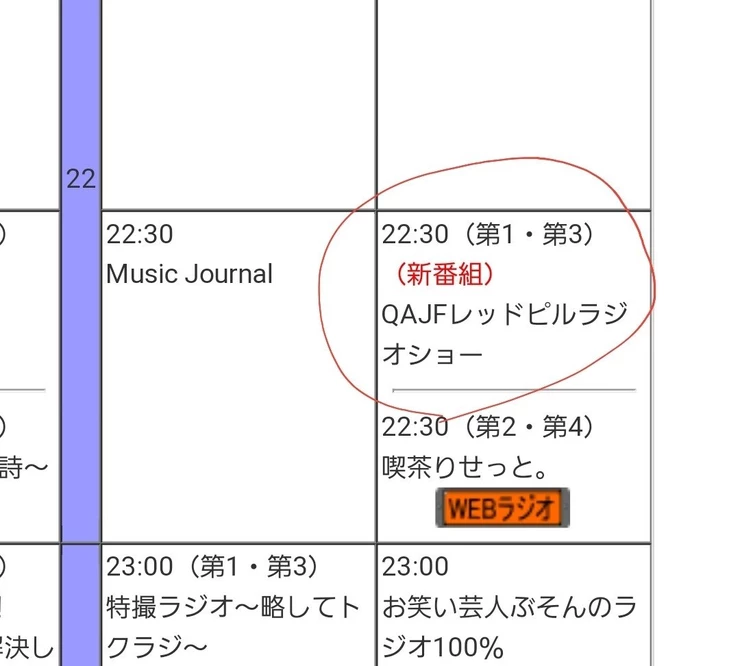 22
)
22:30
Music Journal
22:30（第1・第3）
（新番組）
QAJFレッドピルラジ
オショー
)
詩～
22:30（第2・第4）
喫茶りせっと。
WEBラジオ
)
!
解決し
23:00（第1・第3）
特撮ラジオ～略してト
クラジ～
23:00
お笑い芸人ぶそんのラ
ジオ100%